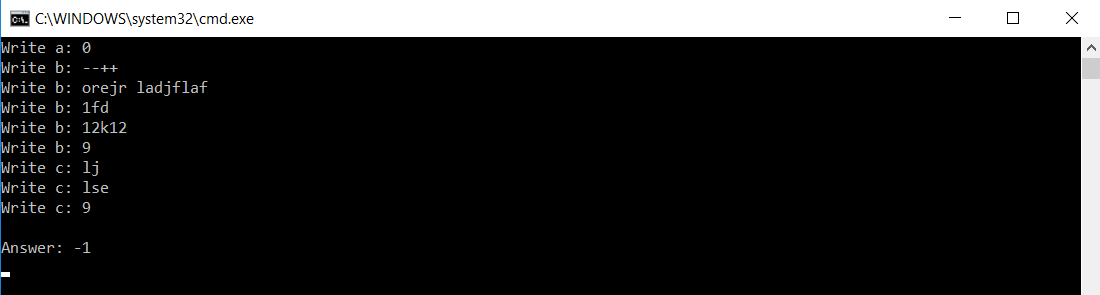 C:\WINDOWS\system32\cmd.exe
Write a: 0
Write b: --++
Write b: orejr ladjflaf
Write b: 1fd
Write b: 12k12
Write b: 9
Write c: lj
Write c: lse
Write c: 9
Answer: -1